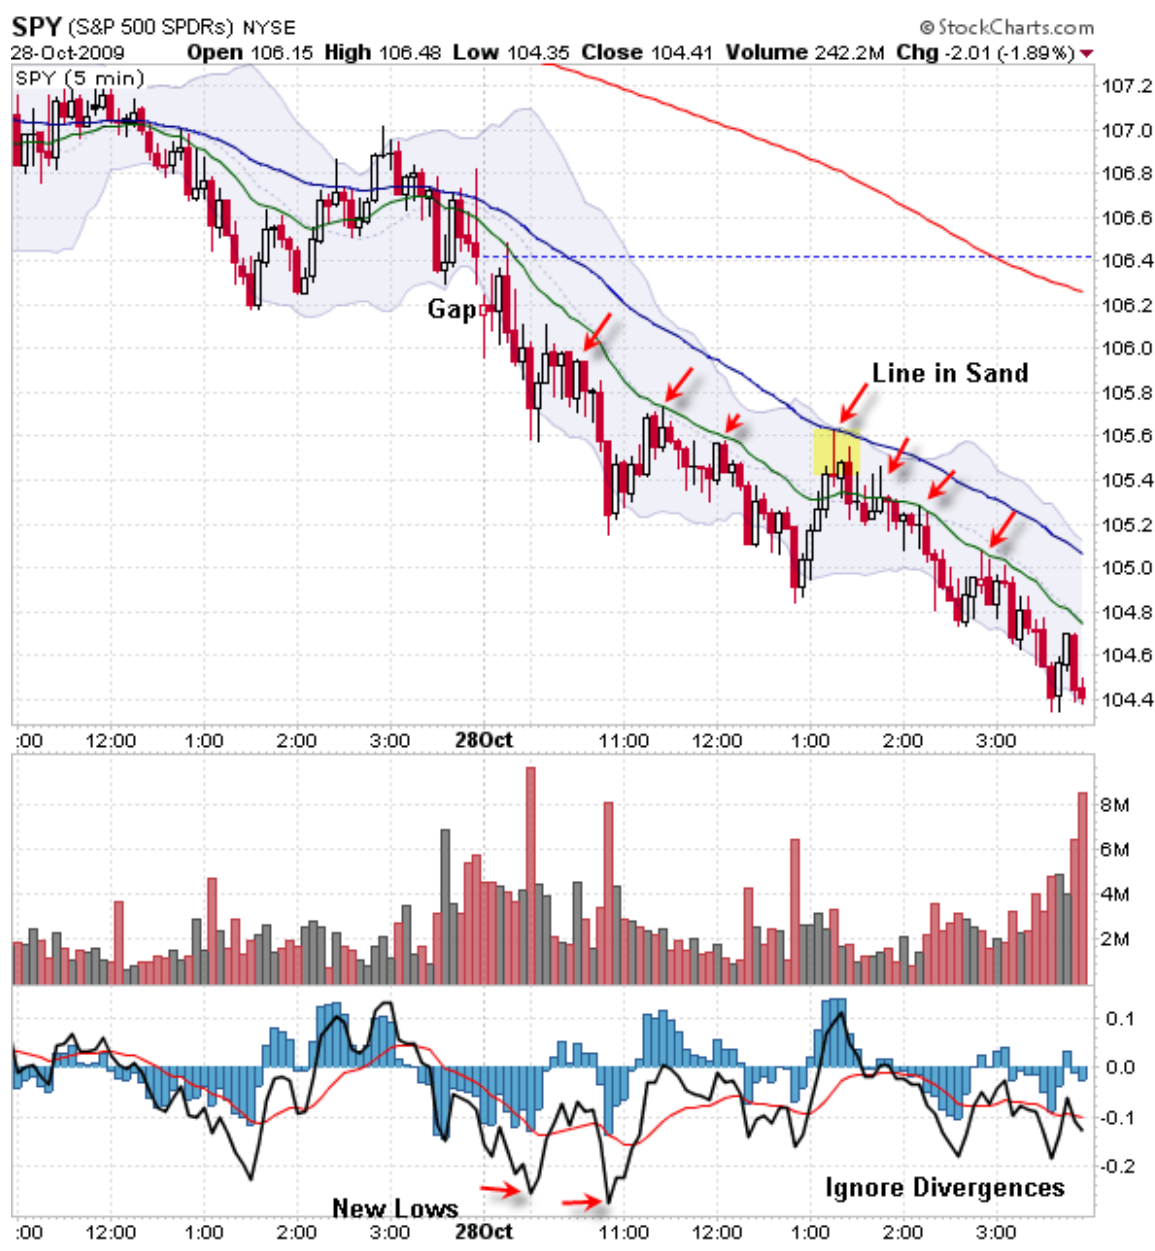 SPY (S&P 500 SPDRs) NYSE © StockCharts.com
28-Oct-2009 Open 106.15 High 106.48 Low 104.35 Close 104.41 Volume 242.2M Chg -2.01 (-1.89%)
SPY (5 min)
107.2
107.0
106.8
106.6
106.4
Gap
106.2
106.0
Line in Sand
105.8
105.6
105.4
105.2
105.0
104.8
104.6
104.4
:00 12:00 1:00 2:00 3:00 28Oct 11:00 12:00 1:00 2:00 3:00
8M
6M
4M
2M
0.1
0.0
-0.1
-0.2
Ignore Divergences
New Lows
:00 12:00 1:00 2:00 3:00 28Oct 11:00 12:00 1:00 2:00 3:00